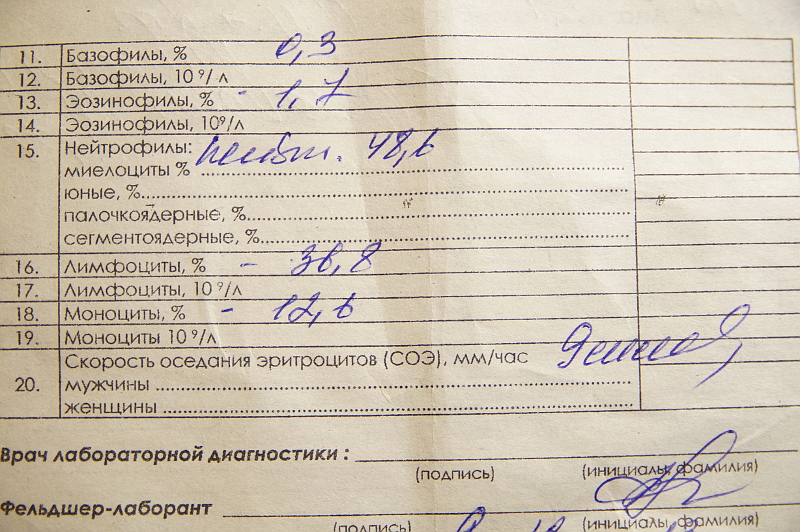 11. Базофилы, % 0,3
12. Базофилы, 10⁹/л
13. Эозинофилы, % - 1,7
14. Эозинофилы, 10⁹/л
15. Нейтрофилы: нейтр. 48,6
миелоциты %
юные, %
палочкоядерные, %
сегментоядерные, %
16. Лимфоциты, % - 36,8
17. Лимфоциты, 10⁹/л
18. Моноциты, % - 12,6
19. Моноциты 10⁹/л
20. Скорость оседания эритроцитов (СОЭ), мм/час
мужчины
женщины
Врач лабораторной диагностики :
(подпись) (инициалы, фамилия)
Фельдшер-лаборант
(подпись) (инициалы, фамилия)